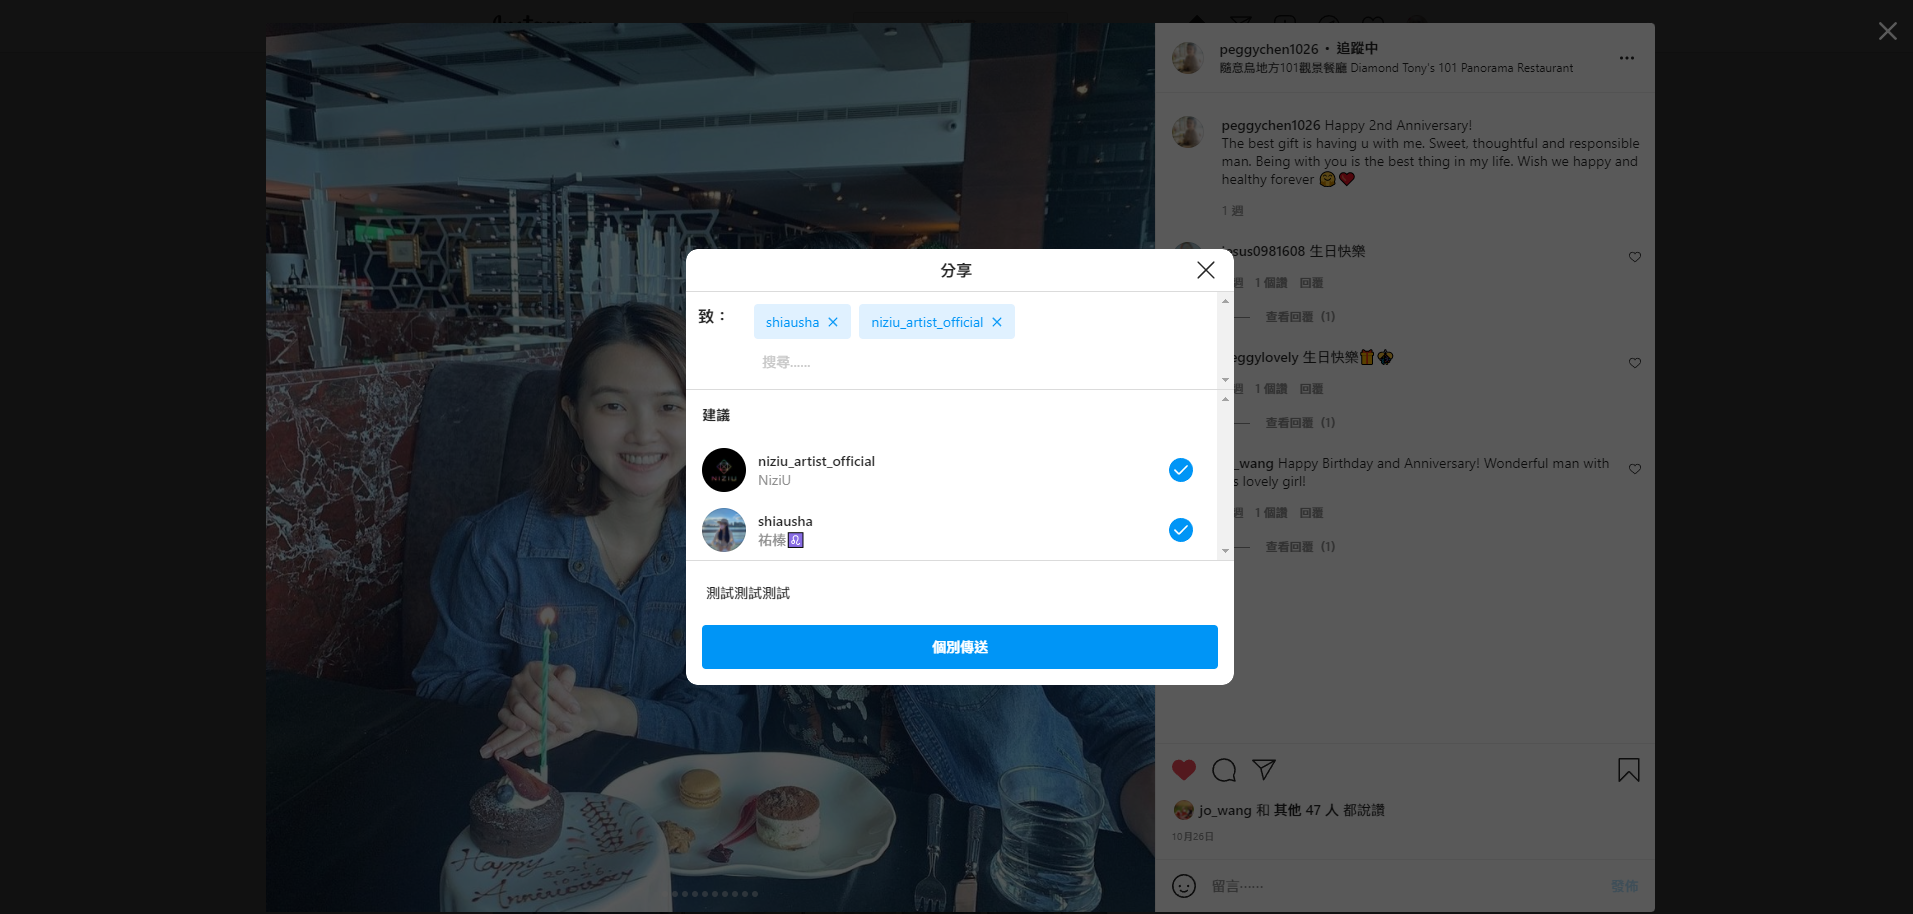 peggychen1026 • 追蹤中
隨意鳥地方101觀景餐廳 Diamond Tony's 101 Panorama Restaurant
peggychen1026 Happy 2nd Anniversary!
The best gift is having u with me. Sweet, thoughtful and responsible
man. Being with you is the best thing in my life. Wish we happy and
healthy forever
1 週
sus0981608 生日快樂
週 1 個讚 回覆
查看回覆 (1)
eggylovely 生日快樂
週 1 個讚 回覆
查看回覆 (1)
_wang Happy Birthday and Anniversary! Wonderful man with
s lovely girl!
週 1 個讚 回覆
查看回覆 (1)
分享
致：
shiausha
niziu_artist_official
搜尋......
建議
niziu_artist_official
NiziU
shiausha
祐榛♌
測試測試測試
個別傳送
NIZIU
Happy 2021
10.26
Anniversary
jo_wang 和 其他 47 人 都說讚
10月26日
留言⋯⋯
發佈